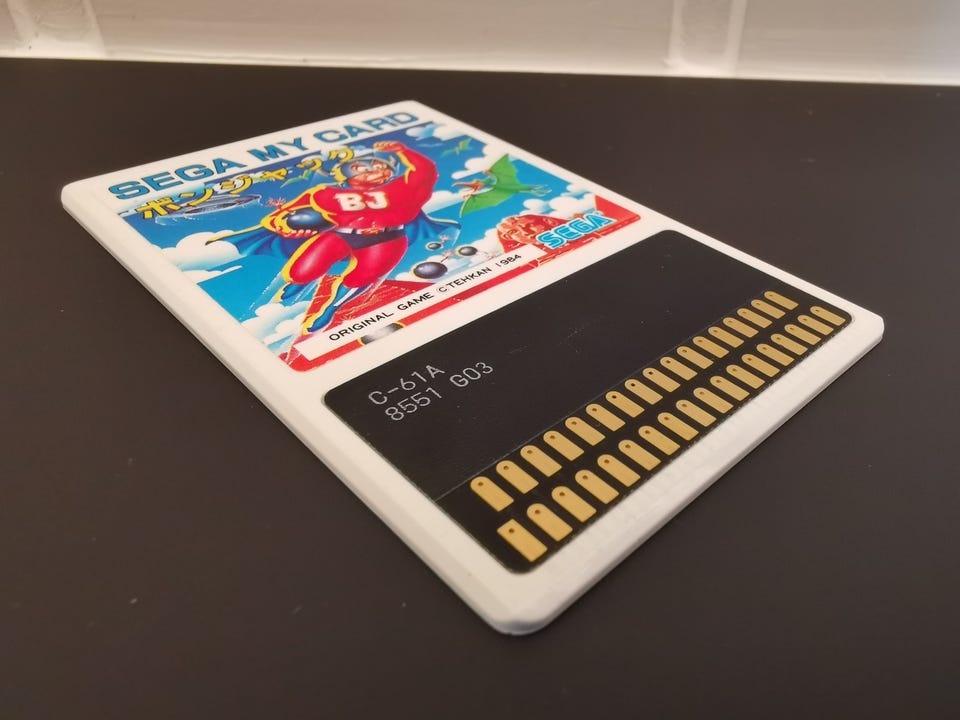 SEGA MY CARD
ボンジャック
BJ
SEGA
ORIGINAL GAME ©TEHKAN 1984
C-61A
8551 G03